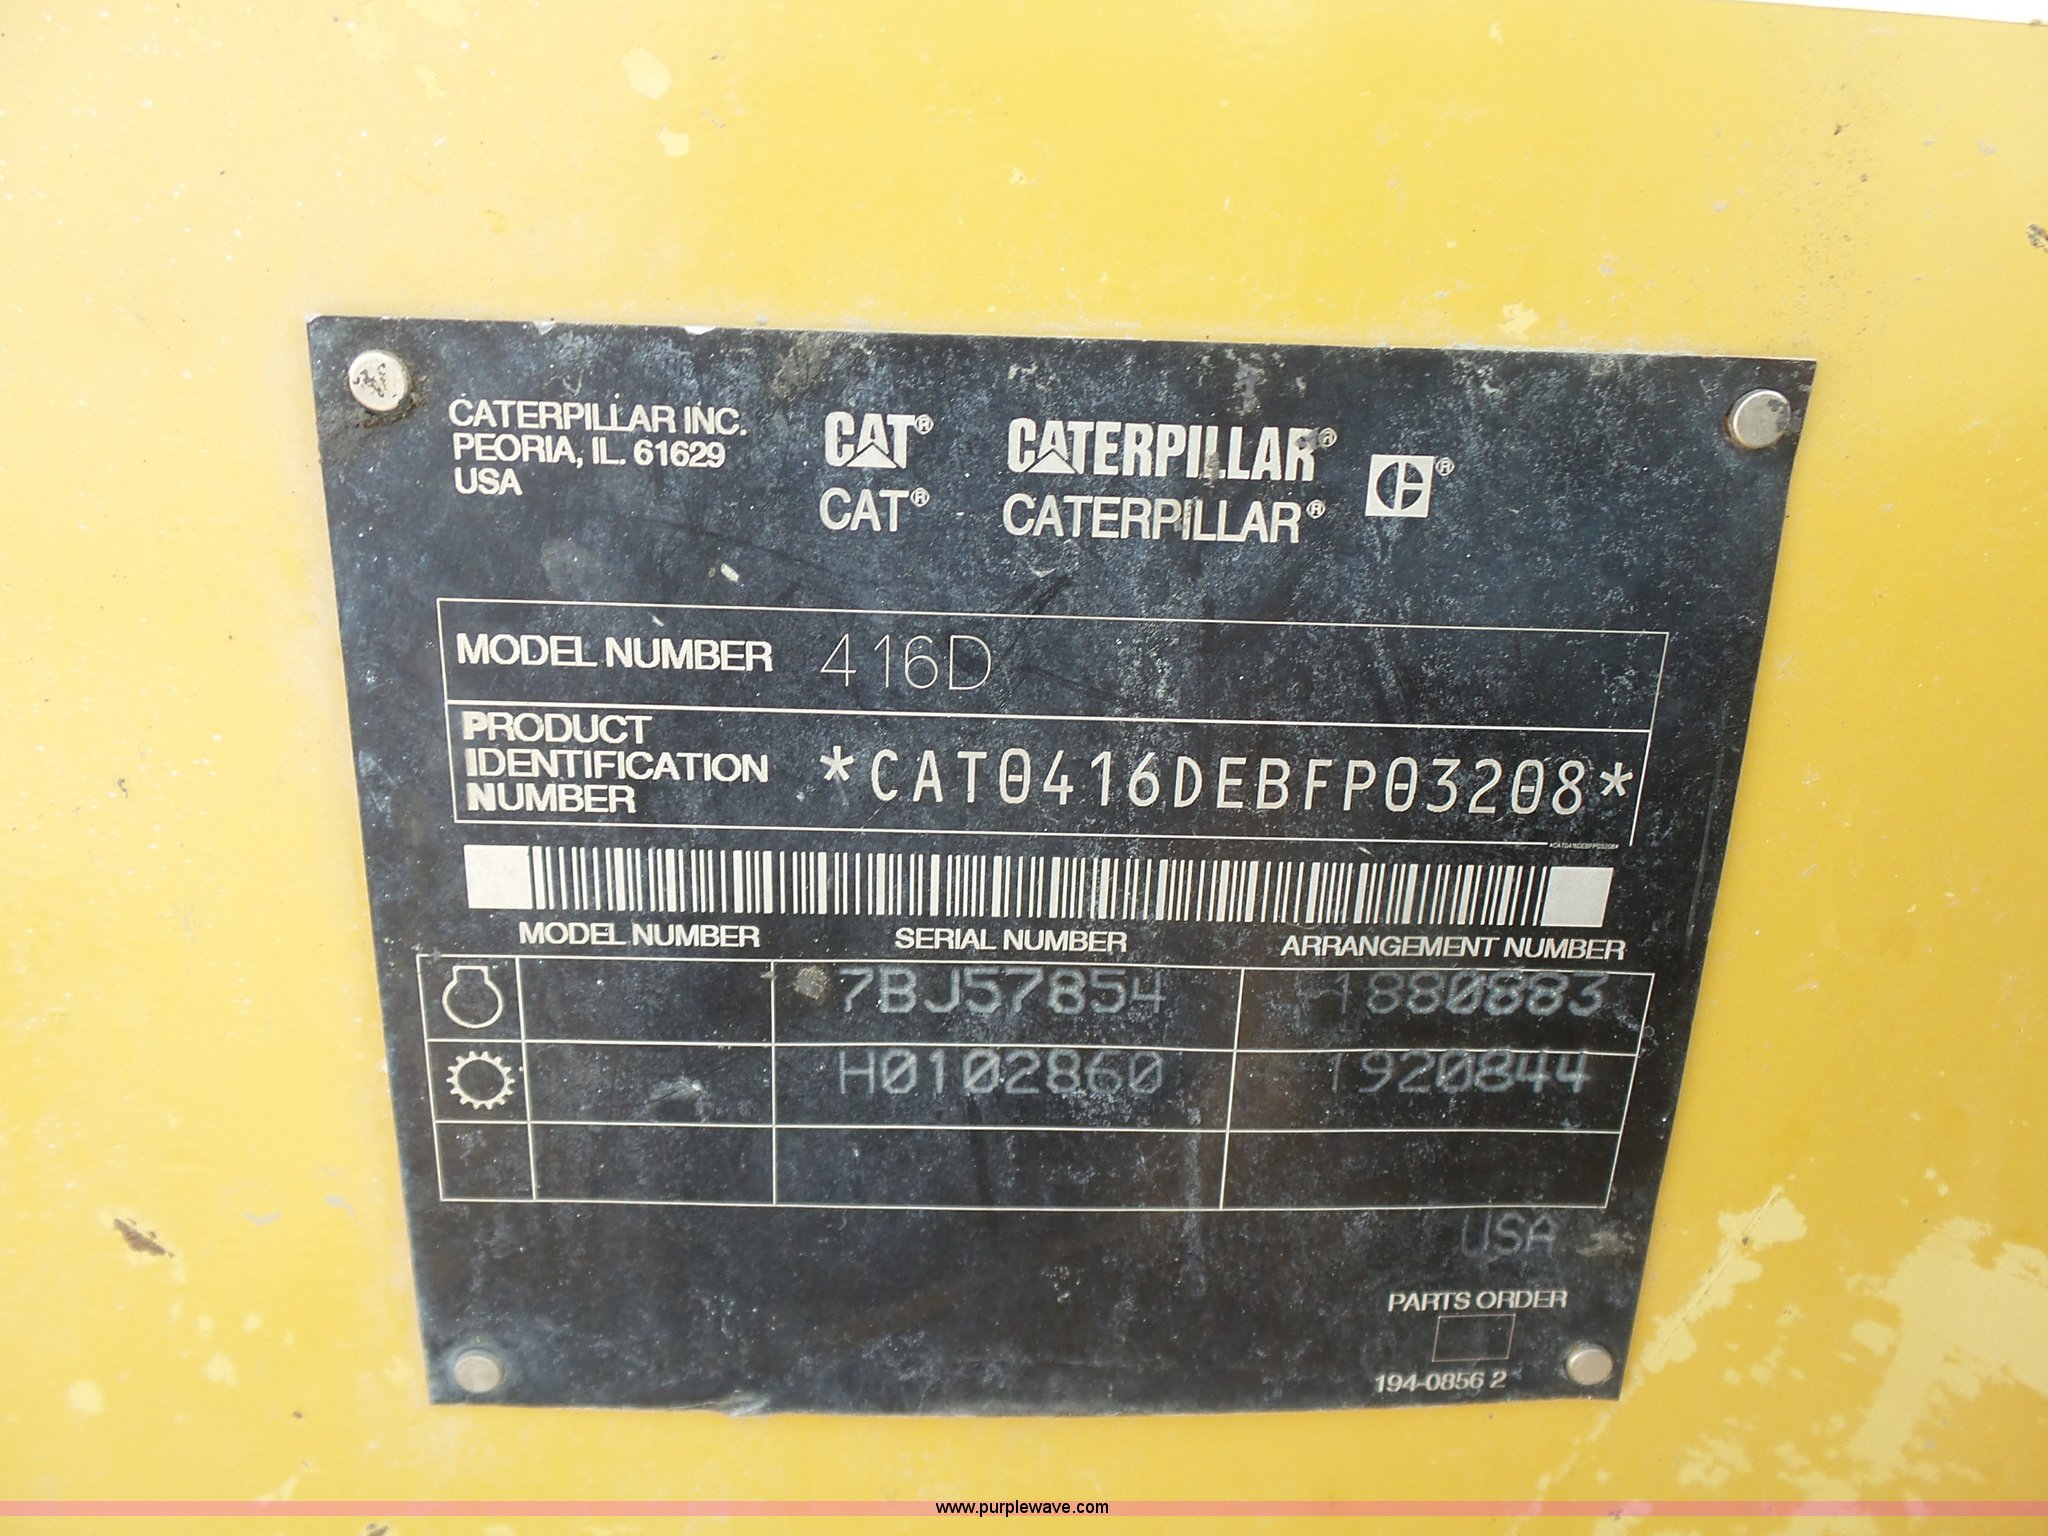 CATERPILLAR INC.
PEORIA, IL. 61629
USA
CAT® CATERPILLAR® C®
CAT® CATERPILLAR®
MODEL NUMBER 416D
PRODUCT
IDENTIFICATION
NUMBER
*CAT0416DEBFP03208*
*CAT0416DEBFP03208*
MODEL NUMBER SERIAL NUMBER ARRANGEMENT NUMBER
7BJ57854 1880883
H0102860 1920844
USA
PARTS ORDER
194-0856 2
www.purplewave.com